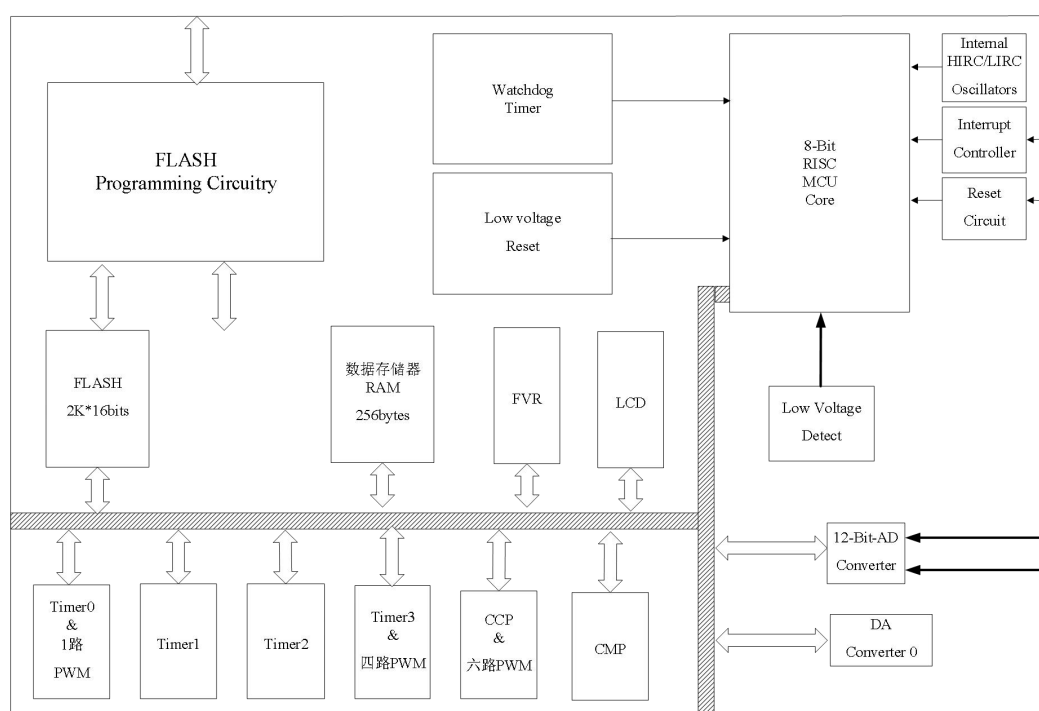 FLASH
Programming Circuitry
Watchdog
Timer
Low voltage
Reset
8-Bit
RISC
MCU
Core
Internal
HIRC/LIRC
Oscillators
Interrupt
Controller
Reset
Circuit
FLASH
2K*16bits
数据存储器
RAM
256bytes
FVR
LCD
Low Voltage
Detect
12-Bit-AD
Converter
DA
Converter 0
Timer0
&
1路
PWM
Timer1
Timer2
Timer3
&
四路PWM
CCP
&
六路PWM
CMP